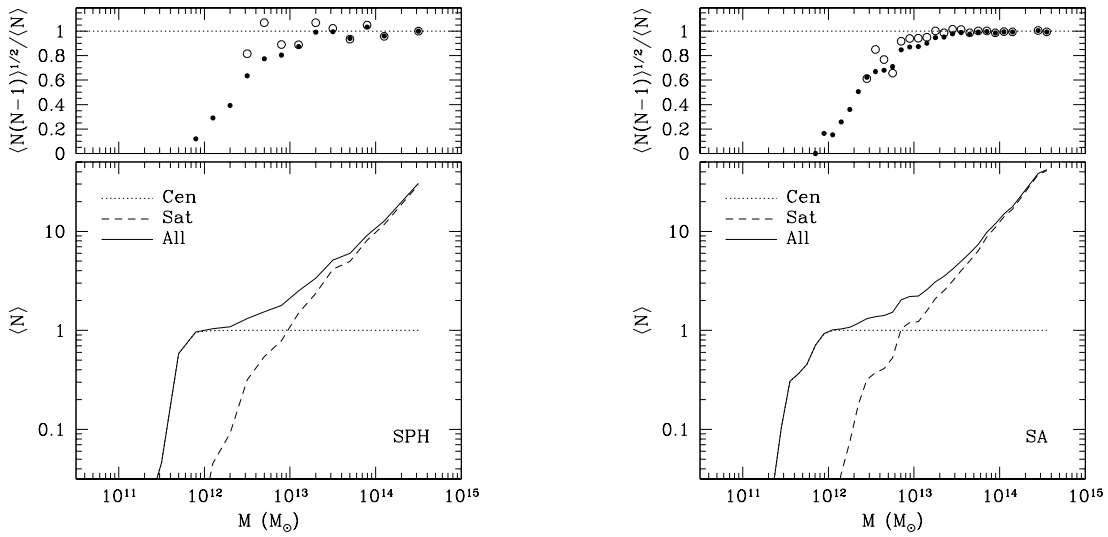 ⟨N(N−1)⟩^{1/2}/⟨N⟩
1
0.8
0.6
0.4
0.2
0
⟨N⟩
10
1
0.1
Cen
Sat
All
SPH
10^{11} 10^{12} 10^{13} 10^{14} 10^{15}
M (M_⊙)
⟨N(N−1)⟩^{1/2}/⟨N⟩
1
0.8
0.6
0.4
0.2
0
⟨N⟩
10
1
0.1
Cen
Sat
All
SA
10^{11} 10^{12} 10^{13} 10^{14} 10^{15}
M (M_⊙)